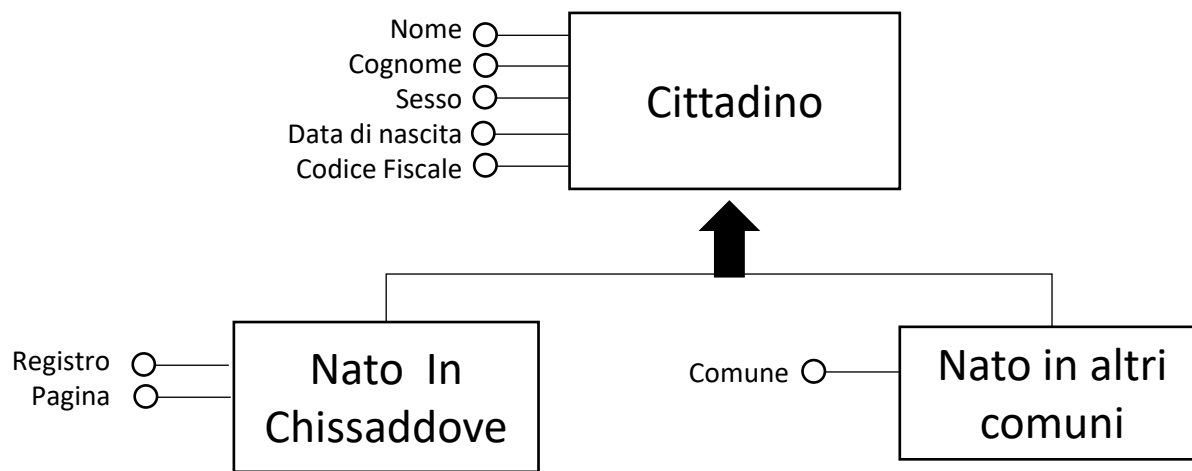 Nome
Cognome
Sesso
Data di nascita
Codice Fiscale
Cittadino
Registro
Pagina
Nato In
Chissaddove
Comune
Nato in altri
comuni